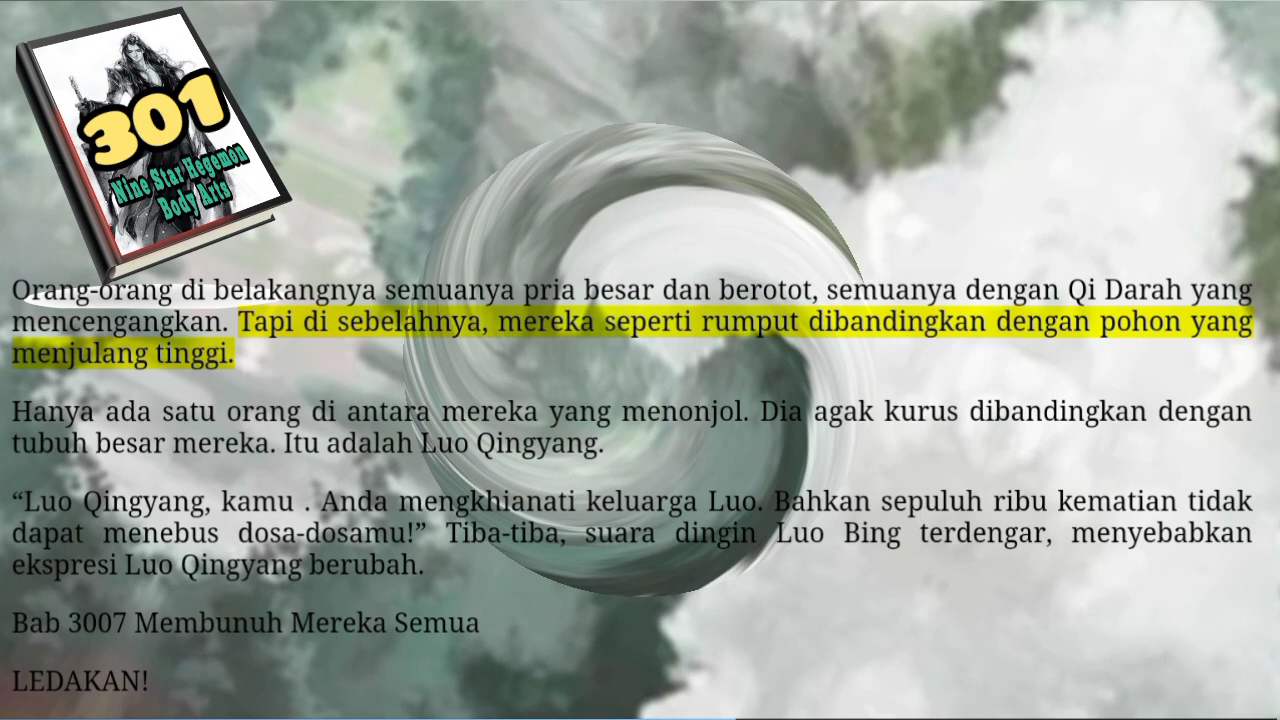 301
Nine Star Hegemon
Body Arts
Orang-orang di belakangnya semuanya pria besar dan berotot, semuanya dengan Qi Darah yang
mencengangkan. Tapi di sebelahnya, mereka seperti rumput dibandingkan dengan pohon yang
menjulang tinggi.
Hanya ada satu orang di antara mereka yang menonjol. Dia agak kurus dibandingkan dengan
tubuh besar mereka. Itu adalah Luo Qingyang.
“Luo Qingyang, kamu . Anda mengkhianati keluarga Luo. Bahkan sepuluh ribu kematian tidak
dapat menebus dosa-dosamu!” Tiba-tiba, suara dingin Luo Bing terdengar, menyebabkan
ekspresi Luo Qingyang berubah.
Bab 3007 Membunuh Mereka Semua
LEDAKAN!